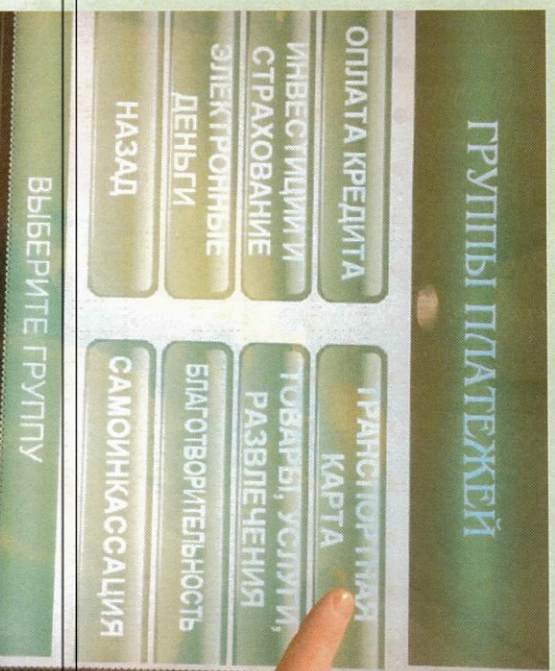 ГРУППЫ ПЛАТЕЖЕЙ
ОПЛАТА КРЕДИТА
ИНВЕСТИЦИИ И
СТРАХОВАНИЕ
ЭЛЕКТРОННЫЕ
ДЕНЬГИ
НАЗАД
ТРАНСПОРТНАЯ
КАРТА
ТОВАРЫ, УСЛУГИ,
РАЗВЛЕЧЕНИЯ
БЛАГОТВОРИТЕЛЬНОСТЬ
САМОИНКАССАЦИЯ
ВЫБЕРИТЕ ГРУППУ